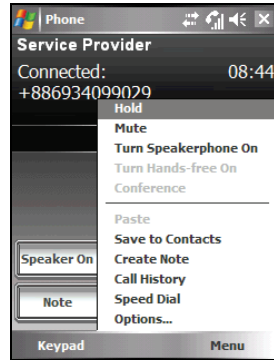 Phone
Service Provider
Connected: 08:44
+886934099029
Hold
Mute
Turn Speakerphone On
Turn Hands-free On
Conference
Paste
Save to Contacts
Create Note
Call History
Speed Dial
Options...
Speaker On
Note
Keypad Menu